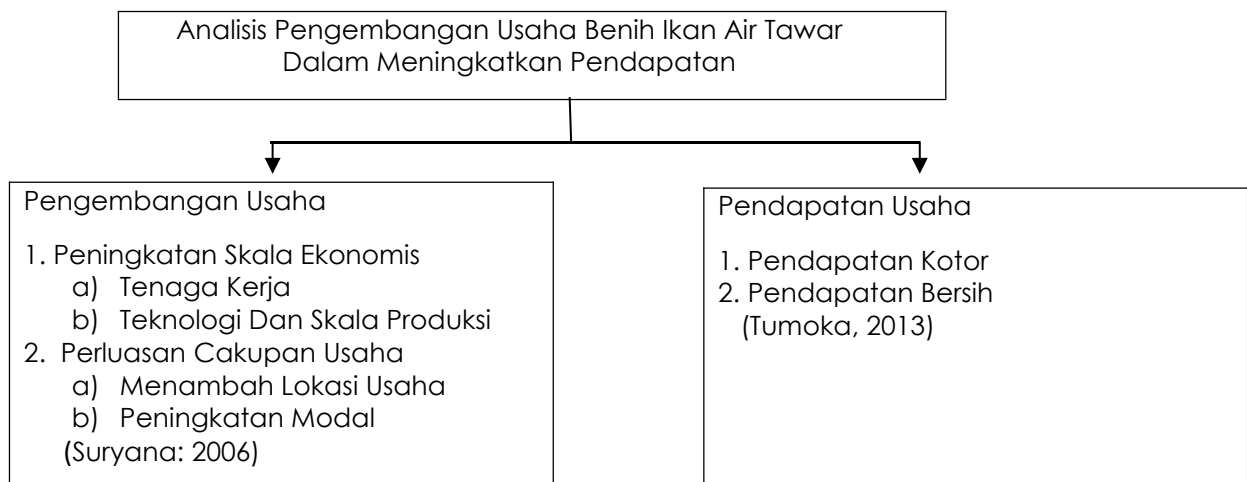 Analisis Pengembangan Usaha Benih Ikan Air Tawar
Dalam Meningkatkan Pendapatan
Pengembangan Usaha
1. Peningkatan Skala Ekonomis
a) Tenaga Kerja
b) Teknologi Dan Skala Produksi
2. Perluasan Cakupan Usaha
a) Menambah Lokasi Usaha
b) Peningkatan Modal
(Suryana: 2006)
Pendapatan Usaha
1. Pendapatan Kotor
2. Pendapatan Bersih
(Tumoka, 2013)